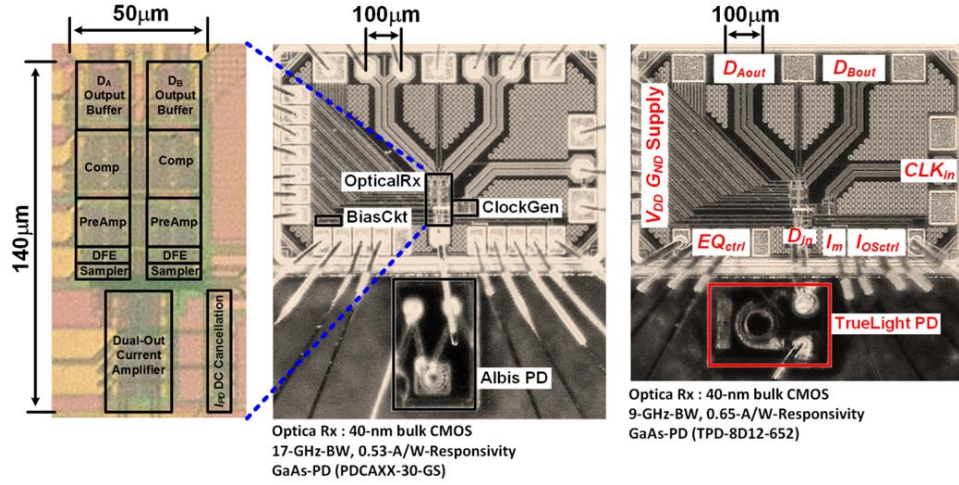 50μm
140μm
D_A
Output
Buffer
D_B
Output
Buffer
Comp
Comp
PreAmp
PreAmp
DFE
DFE
Sampler
Sampler
Dual-Out
Current
Amplifier
I_PD DC Cancellation
100μm
OpticalRx
BiasCkt
ClockGen
Albis PD
Optica Rx : 40-nm bulk CMOS
17-GHz-BW, 0.53-A/W-Responsivity
GaAs-PD (PDCAXX-30-GS)
100μm
D_Aout
D_Bout
V_DD G_ND Supply
CLK_in
EQ_ctrl
D_in
I_m
I_OSctrl
TrueLight PD
Optica Rx : 40-nm bulk CMOS
9-GHz-BW, 0.65-A/W-Responsivity
GaAs-PD (TPD-8D12-652)